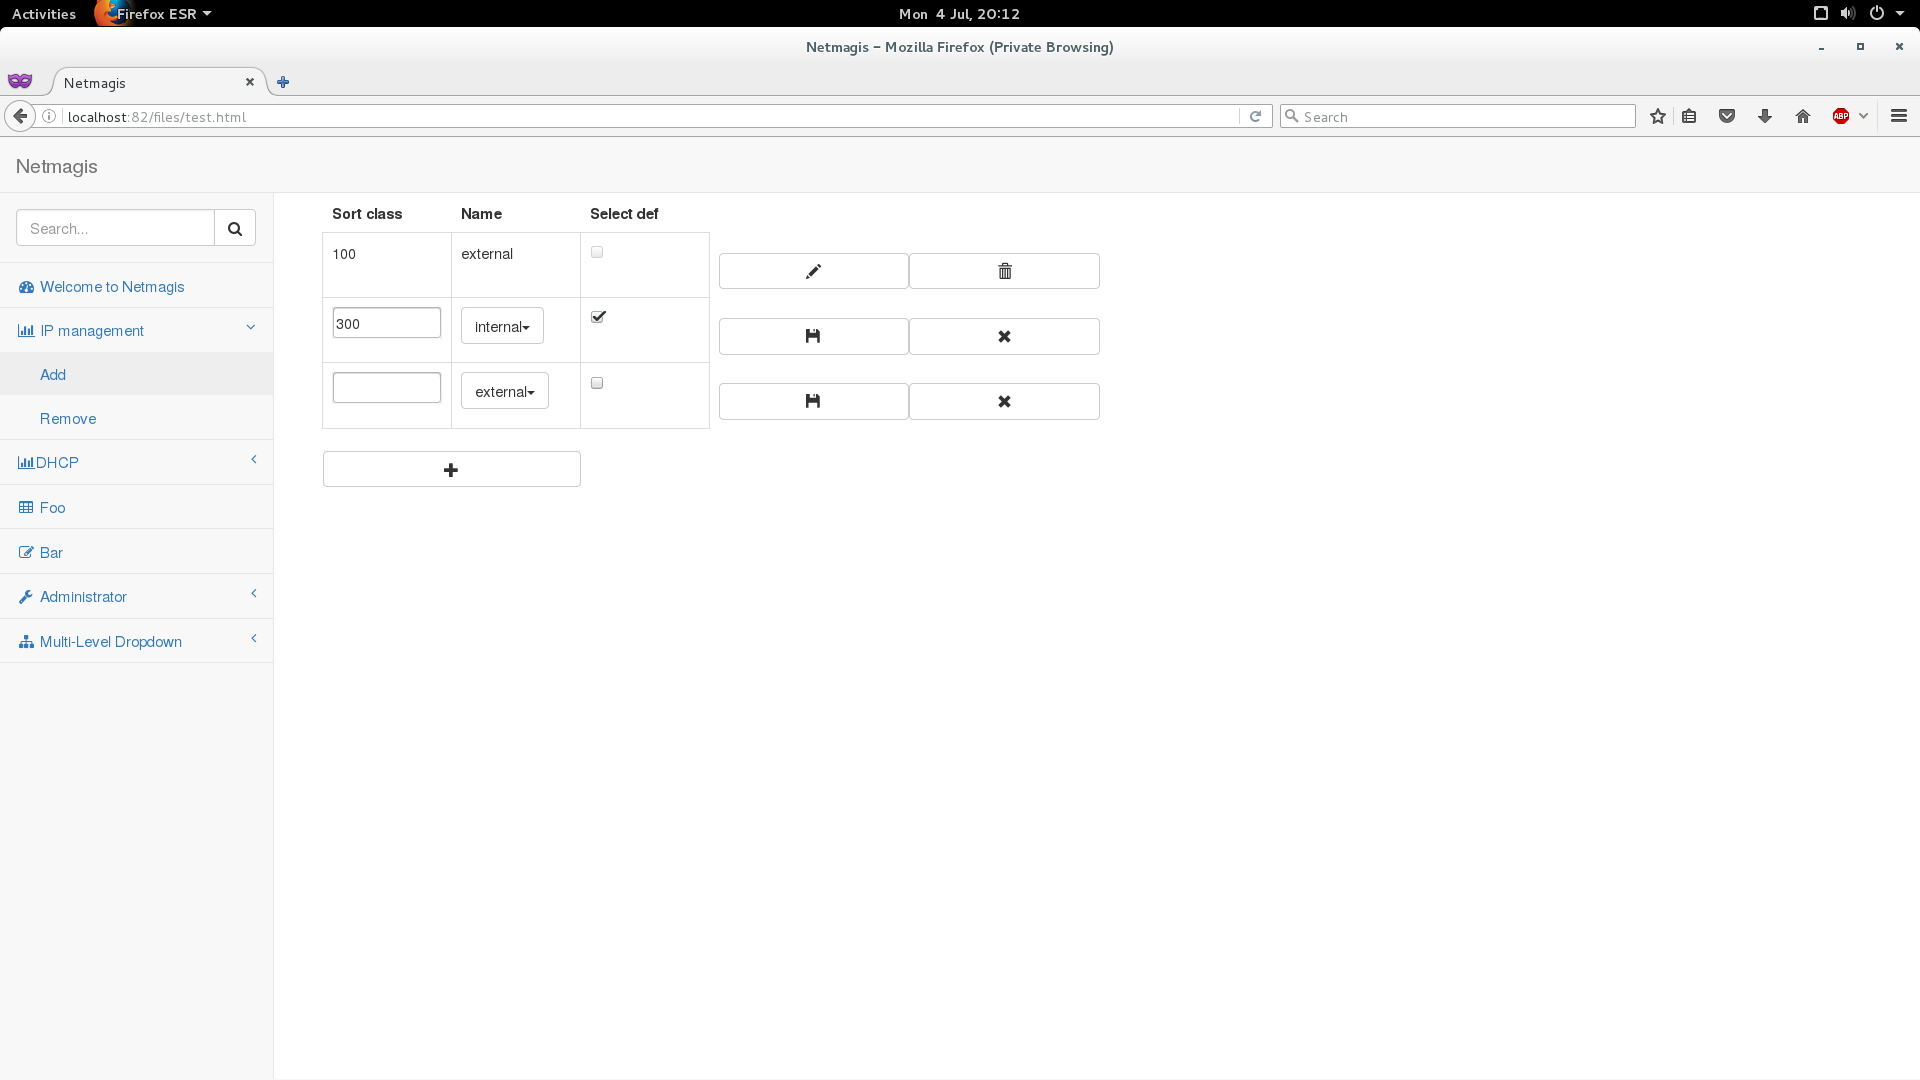 Activities Firefox ESR Mon 4 Jul, 20:12
Netmagis – Mozilla Firefox (Private Browsing)
Netmagis
localhost:82/files/test.html Search ABP
Netmagis
Search...
Welcome to Netmagis
IP management
Add
Remove
DHCP
Foo
Bar
Administrator
Multi-Level Dropdown
Sort class Name Select def
100 external
300 internal
external